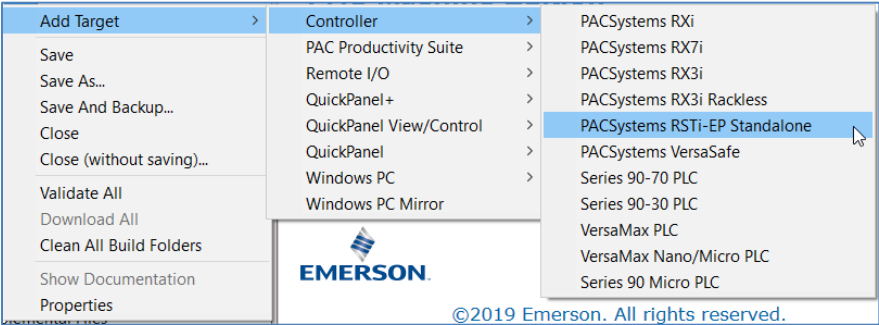 Add Target
Save
Save As...
Save And Backup...
Close
Close (without saving)...
Validate All
Download All
Clean All Build Folders
Show Documentation
Properties
Controller
PAC Productivity Suite
Remote I/O
QuickPanel+
QuickPanel View/Control
QuickPanel
Windows PC
Windows PC Mirror
PACSystems RXi
PACSystems RX7i
PACSystems RX3i
PACSystems RX3i Rackless
PACSystems RSTi-EP Standalone
PACSystems VersaSafe
Series 90-70 PLC
Series 90-30 PLC
VersaMax PLC
VersaMax Nano/Micro PLC
Series 90 Micro PLC
EMERSON.
©2019 Emerson. All rights reserved.